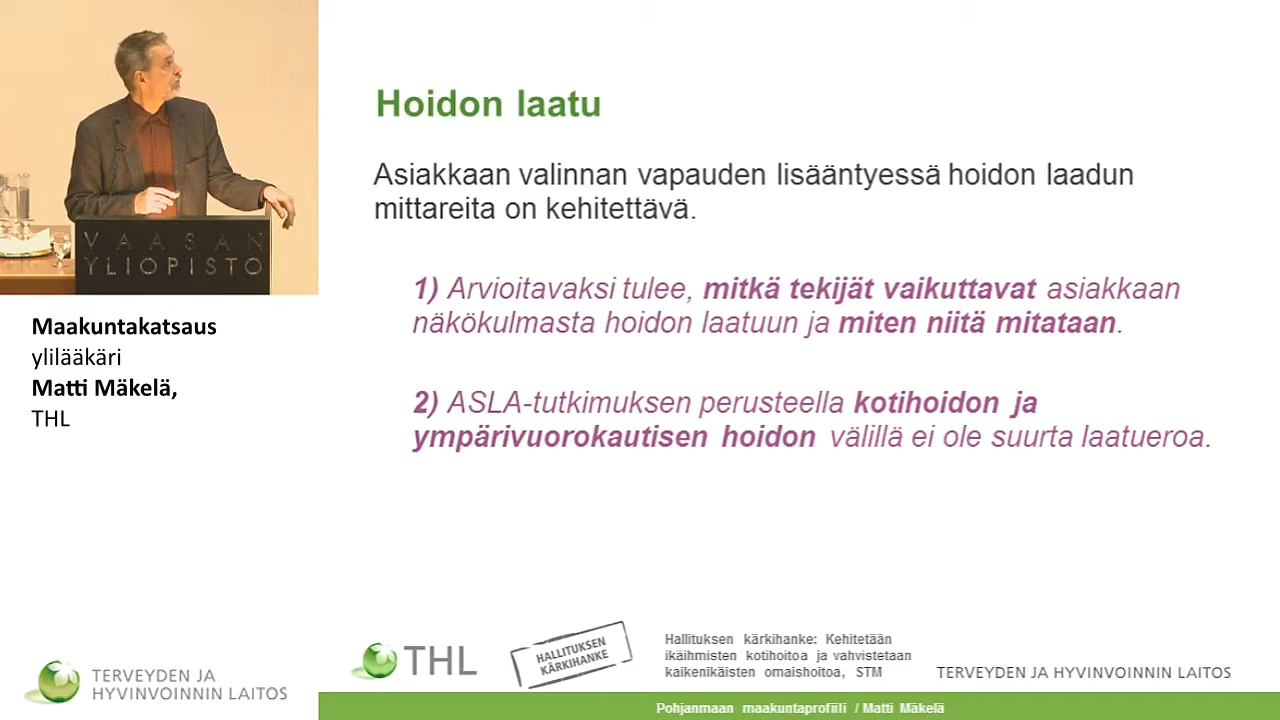 Hoidon laatu
Asiakkaan valinnan vapauden lisääntyessä hoidon laadun
mittareita on kehitettävä.
1) Arvioitavaksi tulee, mitkä tekijät vaikuttavat asiakkaan
näkökulmasta hoidon laatuun ja miten niitä mitataan.
2) ASLA-tutkimuksen perusteella kotihoidon ja
ympärivuorokautisen hoidon välillä ei ole suurta laatueroa.
VAASAN
YLIOPISTO
Maakuntakatsaus
ylilääkäri
Matti Mäkelä,
THL
TERVEYDEN JA
HYVINVOINNIN LAITOS
THL
HALLITUKSEN
KÄRKIHANKE
Hallituksen kärkihanke: Kehitetään
ikäihmisten kotihoitoa ja vahvistetaan
kaikenikäisten omaishoitoa, STM
TERVEYDEN JA HYVINVOINNIN LAITOS
Pohjanmaan maakuntaprofiili / Matti Mäkelä